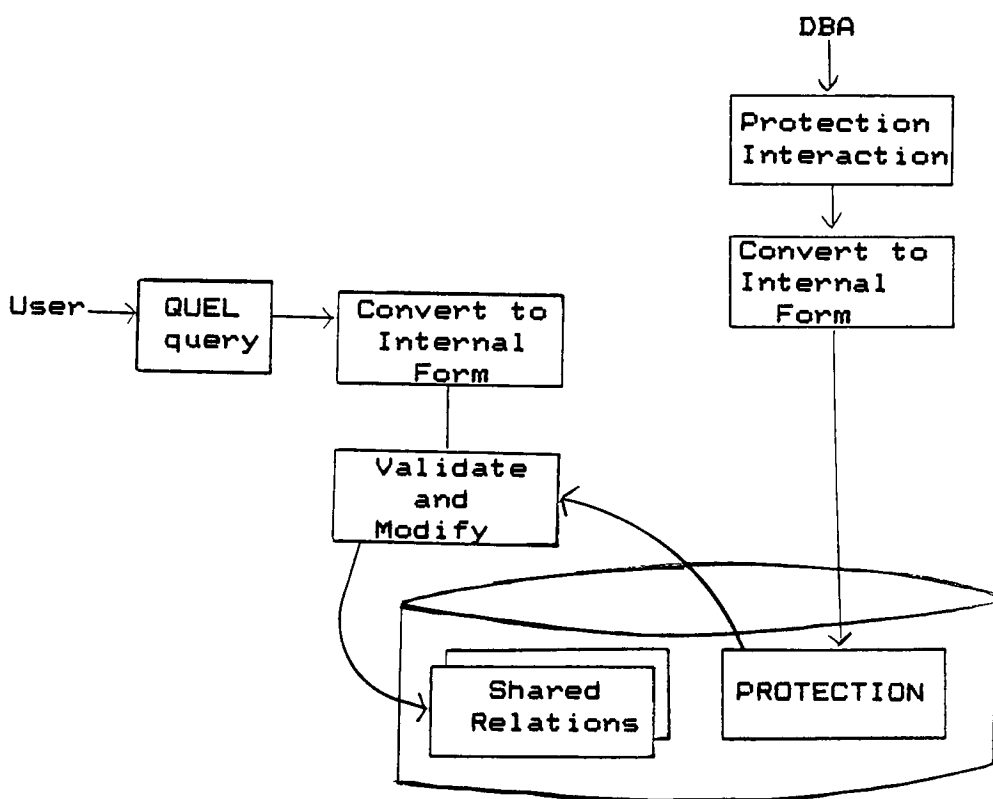 DBA
Protection
Interaction
Convert to
Internal
Form
User
QUEL
query
Convert to
Internal
Form
Validate
and
Modify
Shared
Relations
PROTECTION